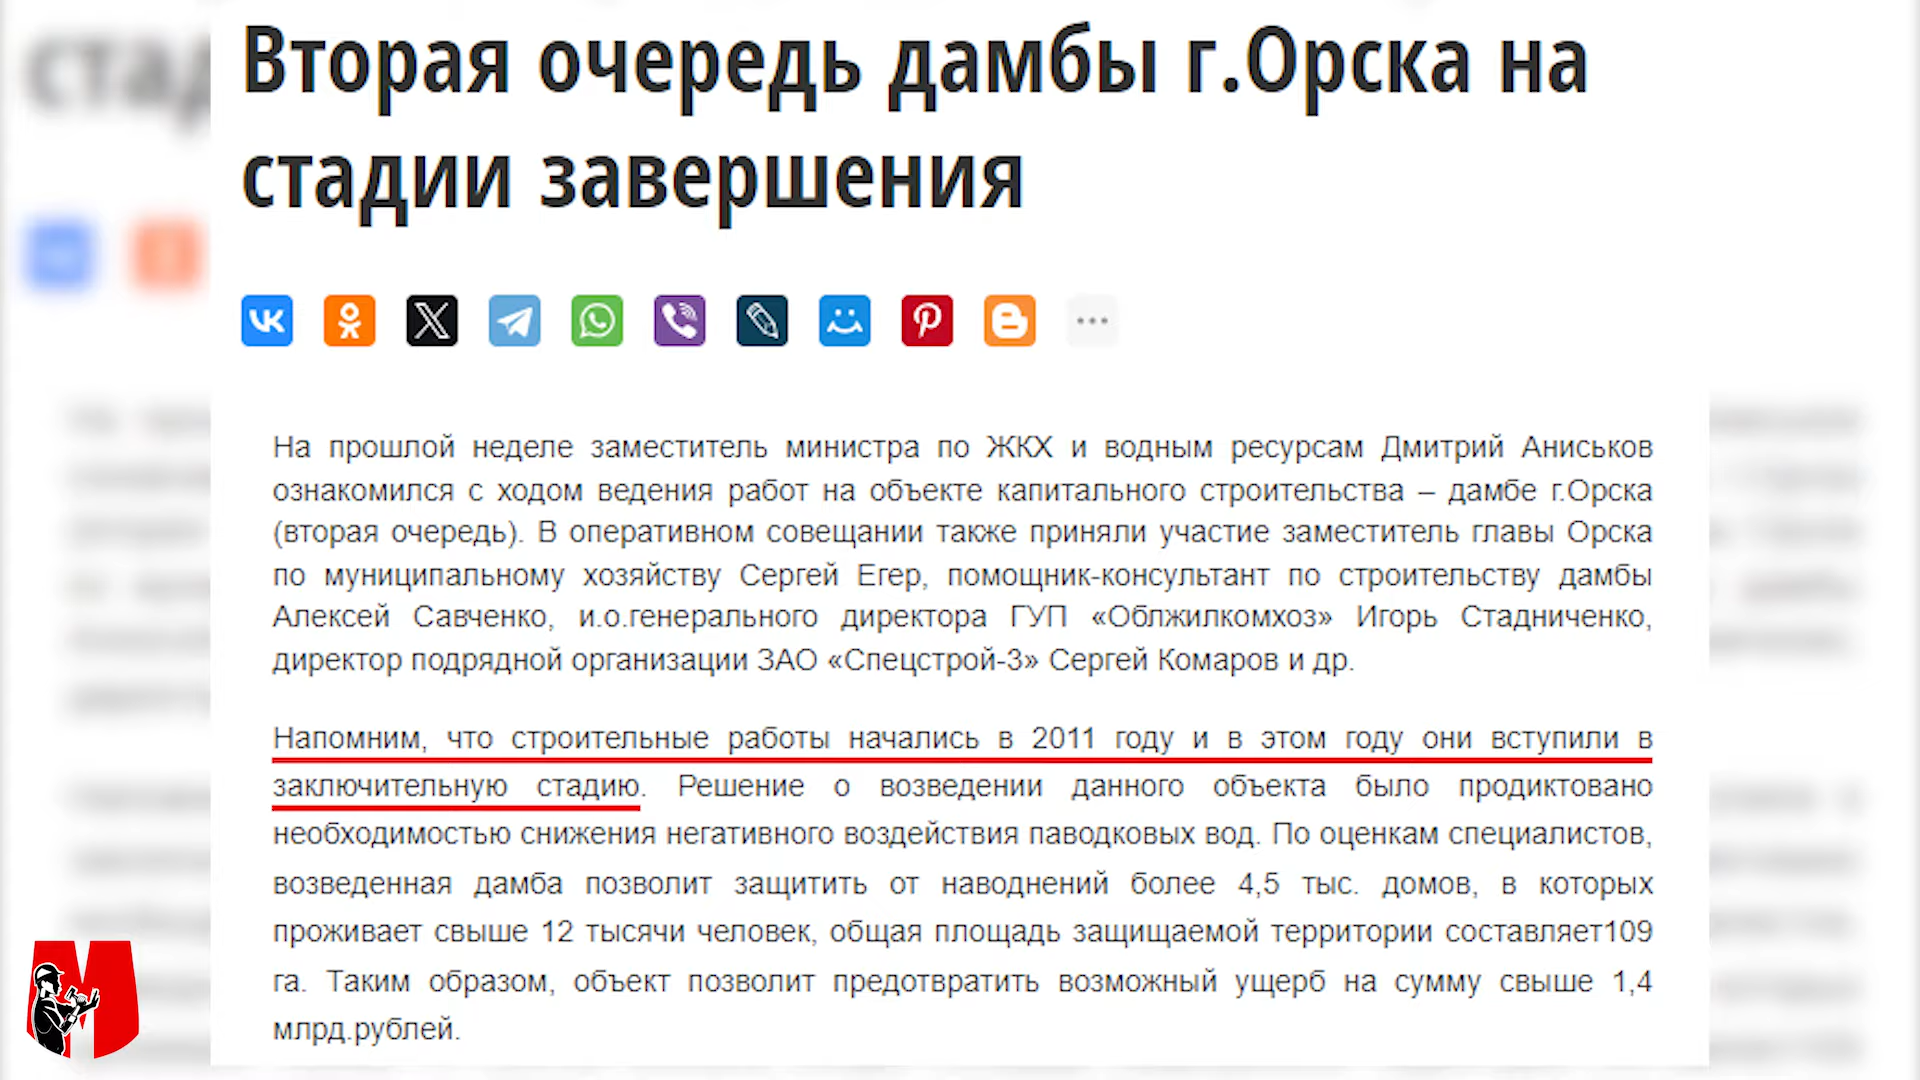 Вторая очередь дамбы г.Орска на
стадии завершения
На прошлой неделе заместитель министра по ЖКХ и водным ресурсам Дмитрий Аниськов
ознакомился с ходом ведения работ на объекте капитального строительства – дамбе г.Орска
(вторая очередь). В оперативном совещании также приняли участие заместитель главы Орска
по муниципальному хозяйству Сергей Егер, помощник-консультант по строительству дамбы
Алексей Савченко, и.о.генерального директора ГУП «Облжилкомхоз» Игорь Стадниченко,
директор подрядной организации ЗАО «Спецстрой-3» Сергей Комаров и др.
Напомним, что строительные работы начались в 2011 году и в этом году они вступили в
заключительную стадию. Решение о возведении данного объекта было продиктовано
необходимостью снижения негативного воздействия паводковых вод. По оценкам специалистов,
возведенная дамба позволит защитить от наводнений более 4,5 тыс. домов, в которых
проживает свыше 12 тысячи человек, общая площадь защищаемой территории составляет109
га. Таким образом, объект позволит предотвратить возможный ущерб на сумму свыше 1,4
млрд.рублей.
М